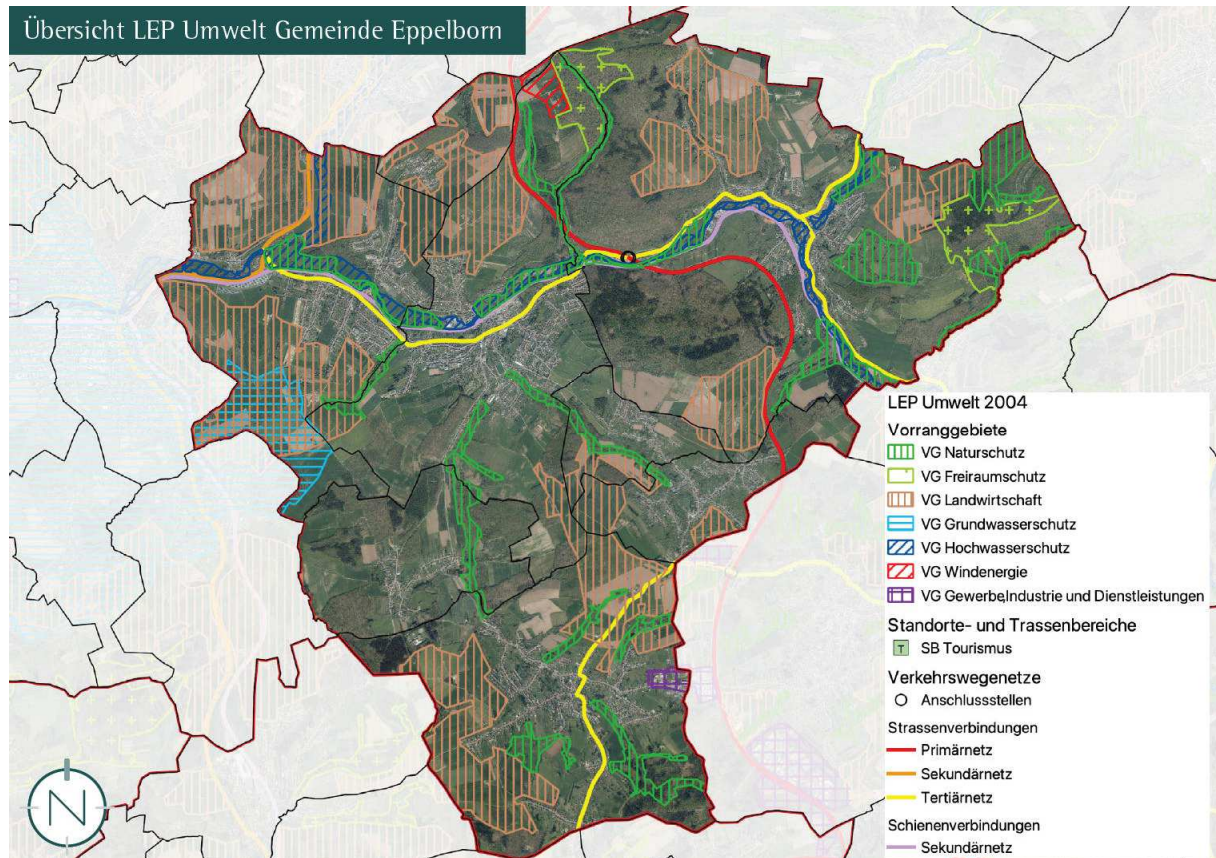 Übersicht LEP Umwelt Gemeinde Eppelborn
LEP Umwelt 2004
Vorranggebiete
VG Naturschutz
VG Freiraumschutz
VG Landwirtschaft
VG Grundwasserschutz
VG Hochwasserschutz
VG Windenergie
VG Gewerbe,Industrie und Dienstleistungen
Standorte- und Trassenbereiche
T SB Tourismus
Verkehrswegenetze
Anschlussstellen
Strassenverbindungen
Primärnetz
Sekundärnetz
Tertiärnetz
Schienenverbindungen
Sekundärnetz
N